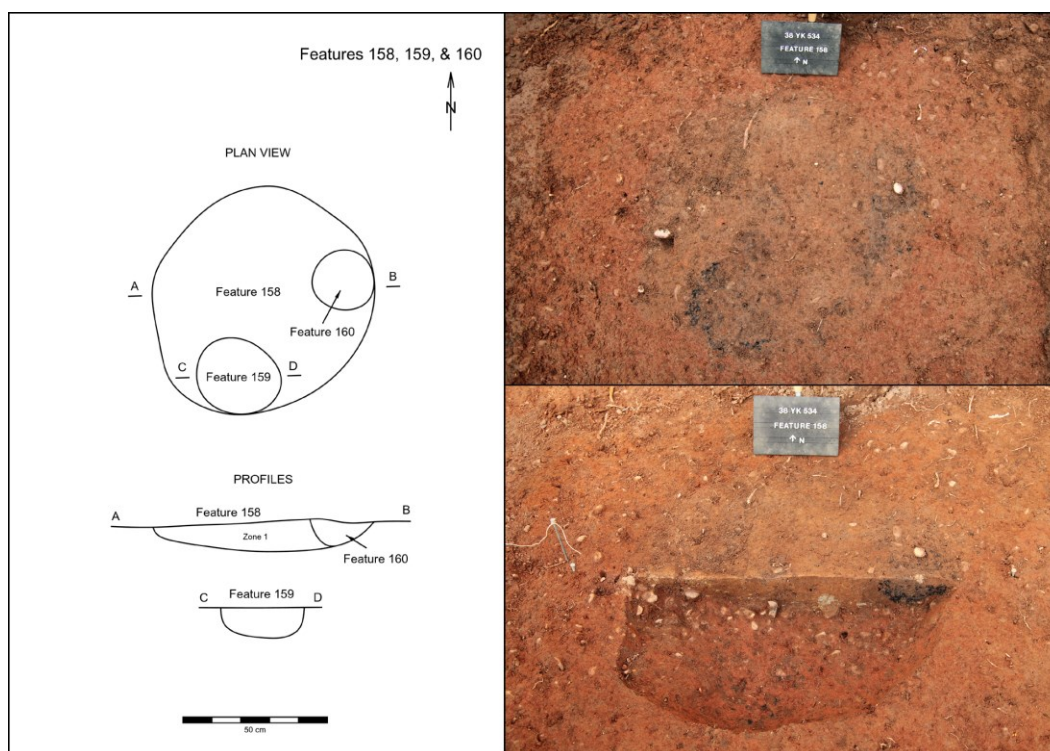 Features 158, 159, & 160
N
PLAN VIEW
A
B
Feature 158
Feature 160
C
D
Feature 159
PROFILES
A
Feature 158
B
Zone 1
Feature 160
C
Feature 159
D
50 cm
38 YK 534
FEATURE 158
↑ N
38 YK 534
FEATURE 158
↑ N